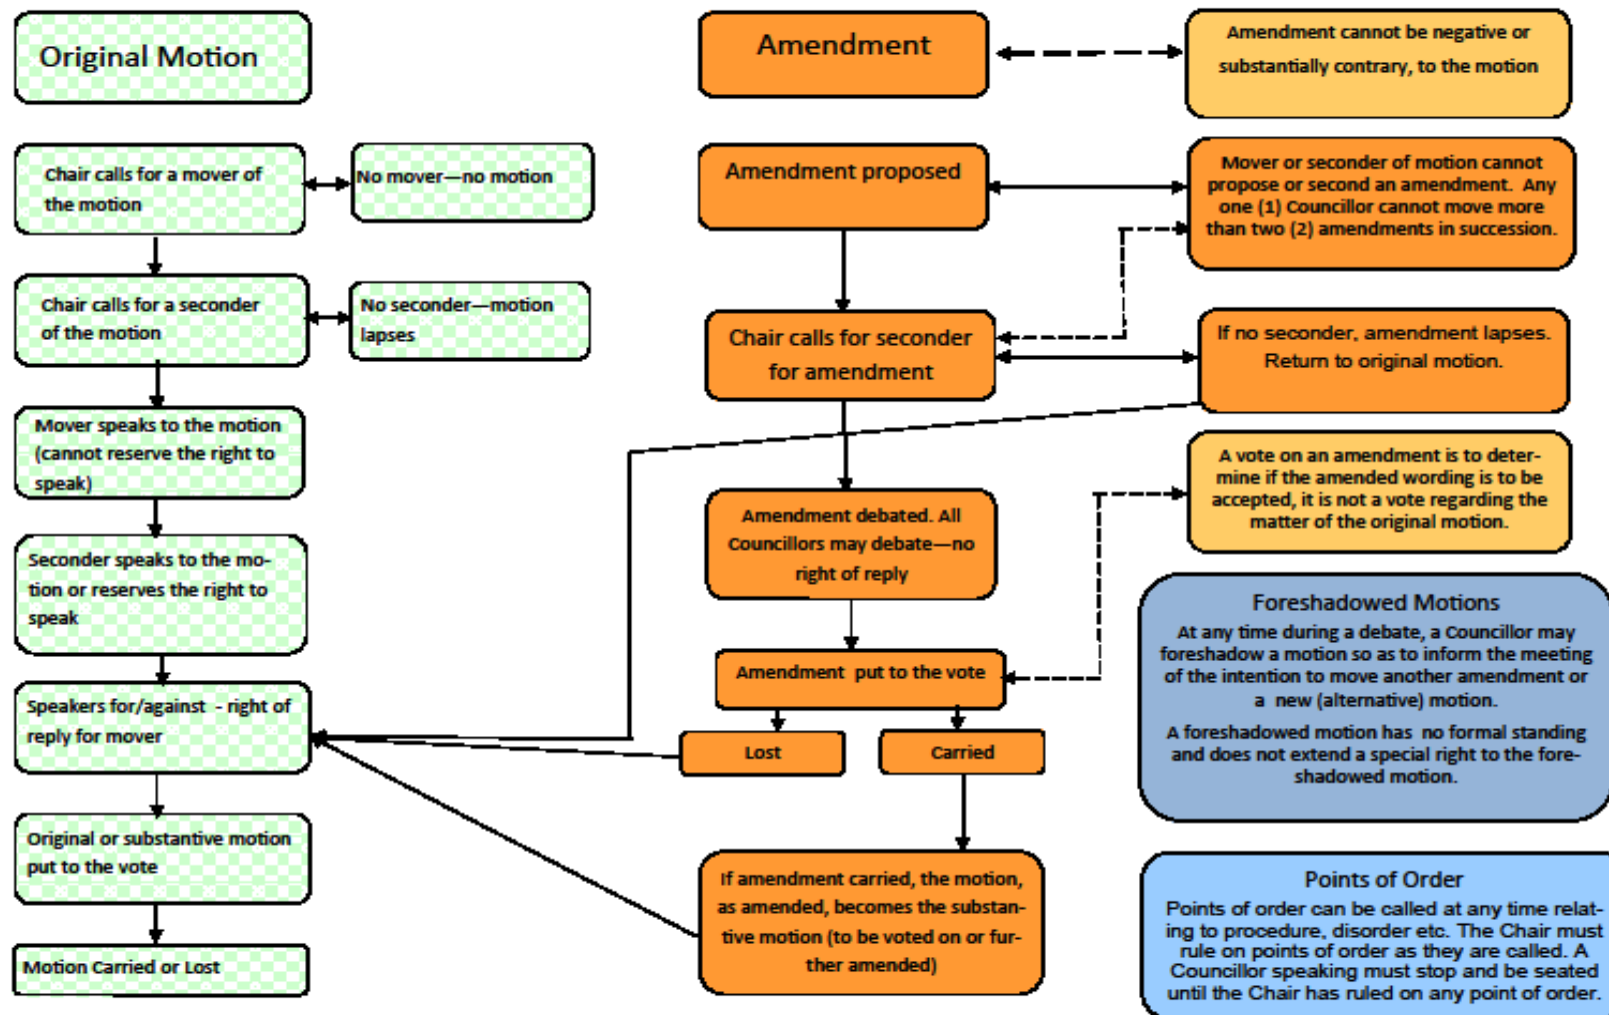 Original Motion
Chair calls for a mover of
the motion
No mover—no motion
Chair calls for a seconder
of the motion
No seconder—motion
lapses
Mover speaks to the motion
(cannot reserve the right to
speak)
Seconder speaks to the mo-
tion or reserves the right to
speak
Speakers for/against - right of
reply for mover
Original or substantive motion
put to the vote
Motion Carried or Lost
Amendment
Amendment cannot be negative or
substantially contrary, to the motion
Amendment proposed
Mover or seconder of motion cannot
propose or second an amendment. Any
one (1) Councillor cannot move more
than two (2) amendments in succession.
Chair calls for seconder
for amendment
If no seconder, amendment lapses.
Return to original motion.
Amendment debated. All
Councillors may debate—no
right of reply
A vote on an amendment is to deter-
mine if the amended wording is to be
accepted, it is not a vote regarding the
matter of the original motion.
Amendment put to the vote
Lost
Carried
If amendment carried, the motion,
as amended, becomes the substan-
tive motion (to be voted on or fur-
ther amended)
Foreshadowed Motions
At any time during a debate, a Councillor may
foreshadow a motion so as to inform the meeting
of the intention to move another amendment or
a new (alternative) motion.
A foreshadowed motion has no formal standing
and does not extend a special right to the fore-
shadowed motion.
Points of Order
Points of order can be called at any time relat-
ing to procedure, disorder etc. The Chair must
rule on points of order as they are called. A
Councillor speaking must stop and be seated
until the Chair has ruled on any point of order.